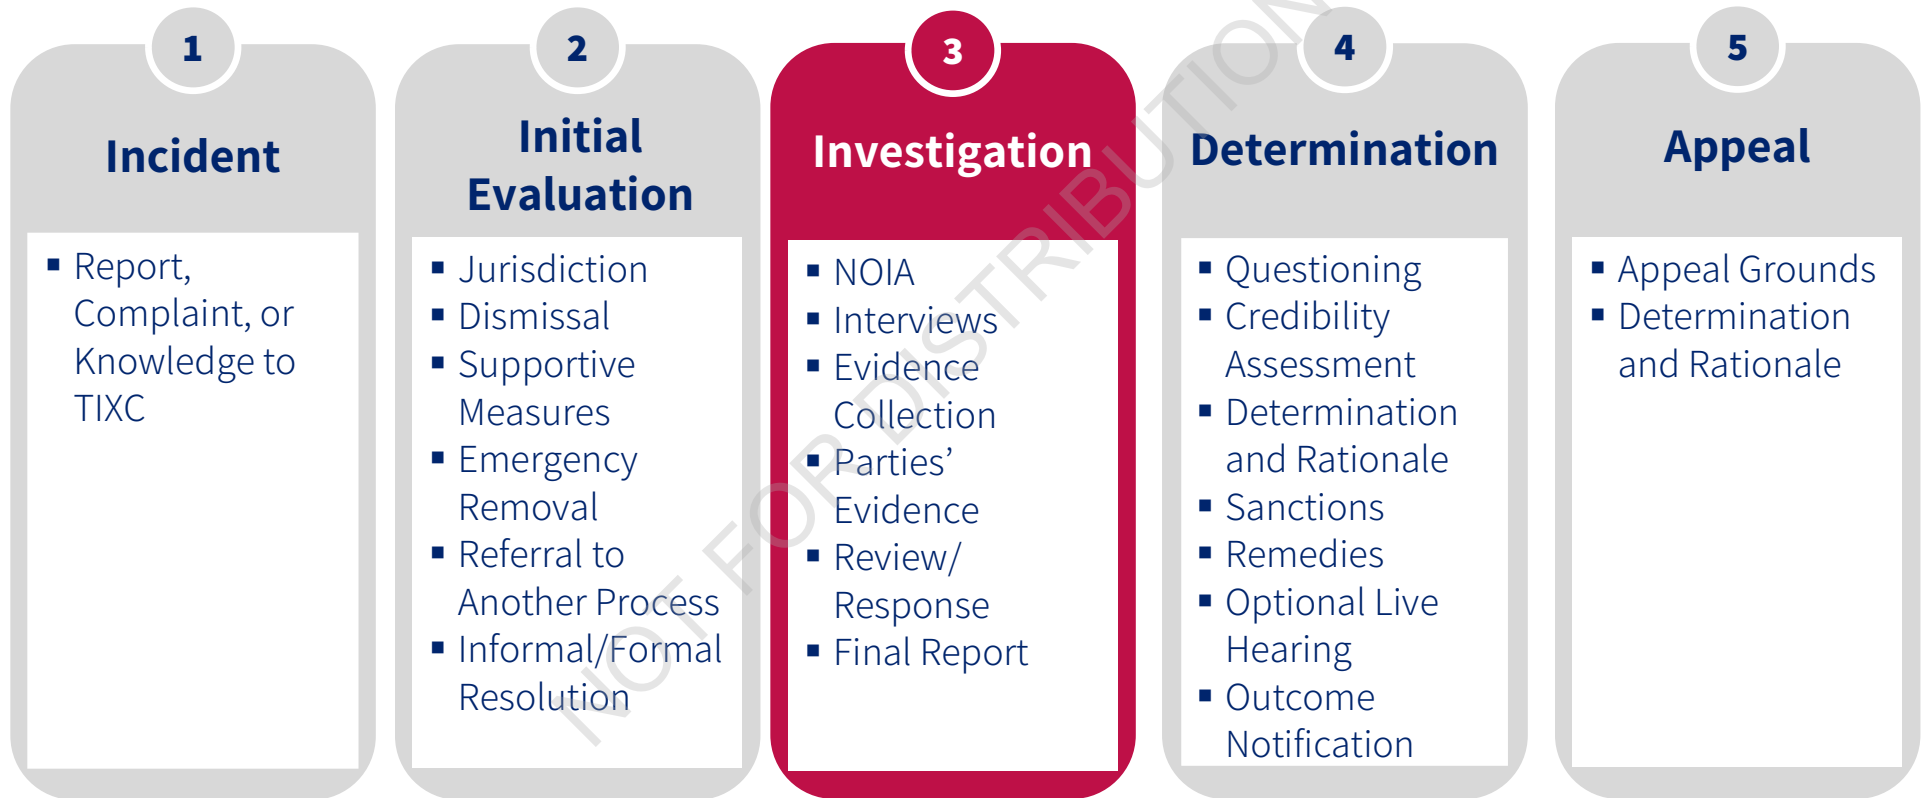 1
Incident
▪ Report,
Complaint, or
Knowledge to
TIXC
2
Initial
Evaluation
▪ Jurisdiction
▪ Dismissal
▪ Supportive
Measures
▪ Emergency
Removal
▪ Referral to
Another Process
▪ Informal/Formal
Resolution
3
Investigation
▪ NOIA
▪ Interviews
▪ Evidence
Collection
▪ Parties’
Evidence
▪ Review/
Response
▪ Final Report
4
Determination
▪ Questioning
▪ Credibility
Assessment
▪ Determination
and Rationale
▪ Sanctions
▪ Remedies
▪ Optional Live
Hearing
▪ Outcome
Notification
5
Appeal
▪ Appeal Grounds
▪ Determination
and Rationale
NOT FOR DISTRIBUTION